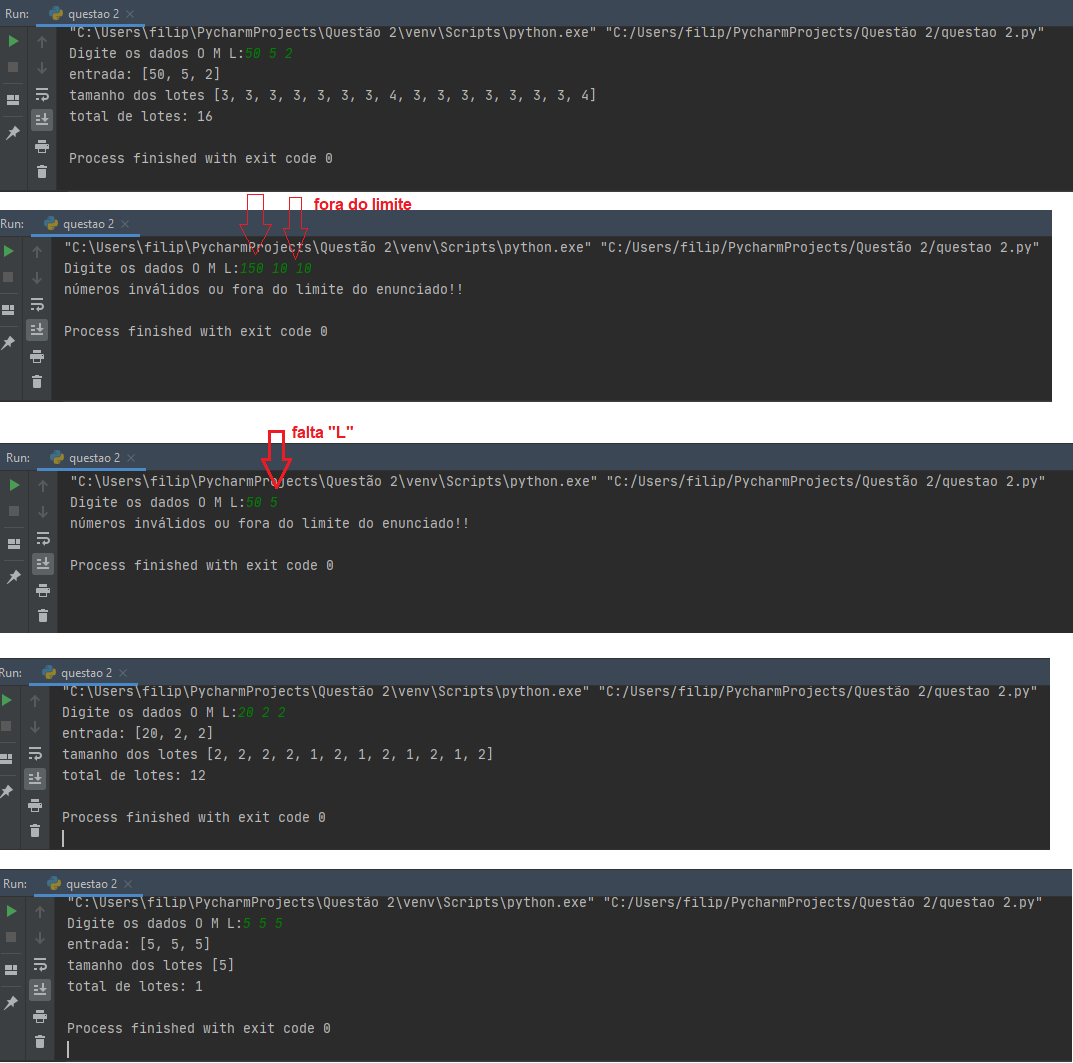 Run: questao 2 ×
"C:\Users\filip\PycharmProjects\Questão 2\venv\Scripts\python.exe" "C:/Users/filip/PycharmProjects/Questão 2/questao 2.py"
Digite os dados O M L:50 5 2
entrada: [50, 5, 2]
tamanho dos lotes [3, 3, 3, 3, 3, 3, 3, 4, 3, 3, 3, 3, 3, 3, 3, 4]
total de lotes: 16
Process finished with exit code 0
fora do limite
Run: questao 2 ×
"C:\Users\filip\PycharmProjects\Questão 2\venv\Scripts\python.exe" "C:/Users/filip/PycharmProjects/Questão 2/questao 2.py"
Digite os dados O M L:150 10 10
números inválidos ou fora do limite do enunciado!!
Process finished with exit code 0
falta "L"
Run: questao 2 ×
"C:\Users\filip\PycharmProjects\Questão 2\venv\Scripts\python.exe" "C:/Users/filip/PycharmProjects/Questão 2/questao 2.py"
Digite os dados O M L:50 5
números inválidos ou fora do limite do enunciado!!
Process finished with exit code 0
Run: questao 2 ×
"C:\Users\filip\PycharmProjects\Questão 2\venv\Scripts\python.exe" "C:/Users/filip/PycharmProjects/Questão 2/questao 2.py"
Digite os dados O M L:20 2 2
entrada: [20, 2, 2]
tamanho dos lotes [2, 2, 2, 2, 1, 2, 1, 2, 1, 2, 1, 2]
total de lotes: 12
Process finished with exit code 0
Run: questao 2 ×
"C:\Users\filip\PycharmProjects\Questão 2\venv\Scripts\python.exe" "C:/Users/filip/PycharmProjects/Questão 2/questao 2.py"
Digite os dados O M L:5 5 5
entrada: [5, 5, 5]
tamanho dos lotes [5]
total de lotes: 1
Process finished with exit code 0